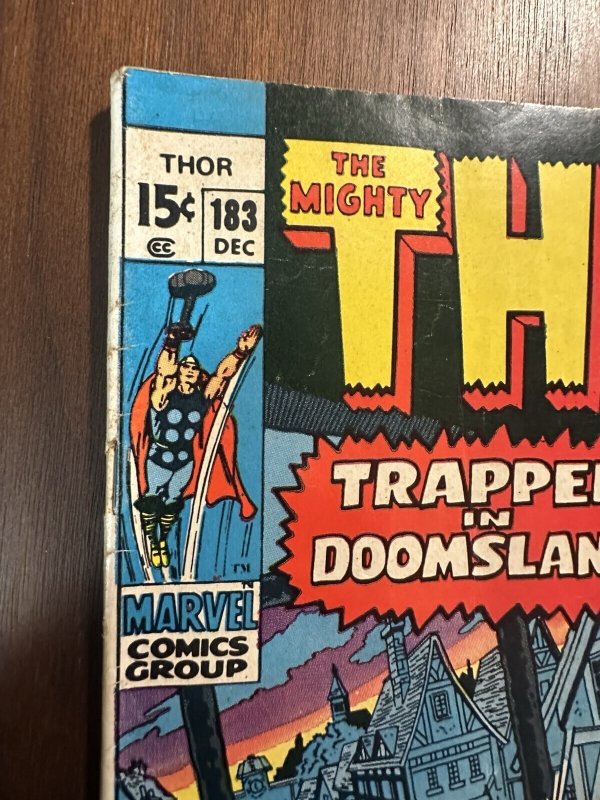 THOR
15¢ 183
DEC
CC
THE
MIGHTY
TH
TRAPPE
IN
DOOMSLAN
TM
MARVEL
COMICS
GROUP